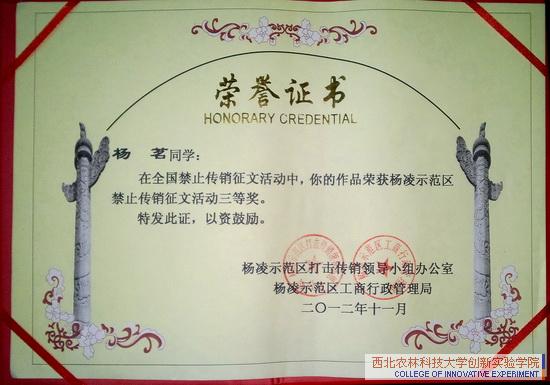 荣誉证书
HONORARY CREDENTIAL
杨 茗同学：
在全国禁止传销征文活动中，你的作品荣获杨凌示范区
禁止传销征文活动三等奖。
特发此证，以资鼓励。
杨凌示范区打击传销领导小组办公室
杨凌示范区工商行政管理局
二〇一二年十一月
西北农林科技大学创新实验学院
COLLEGE OF INNOVATIVE EXPERIMENT